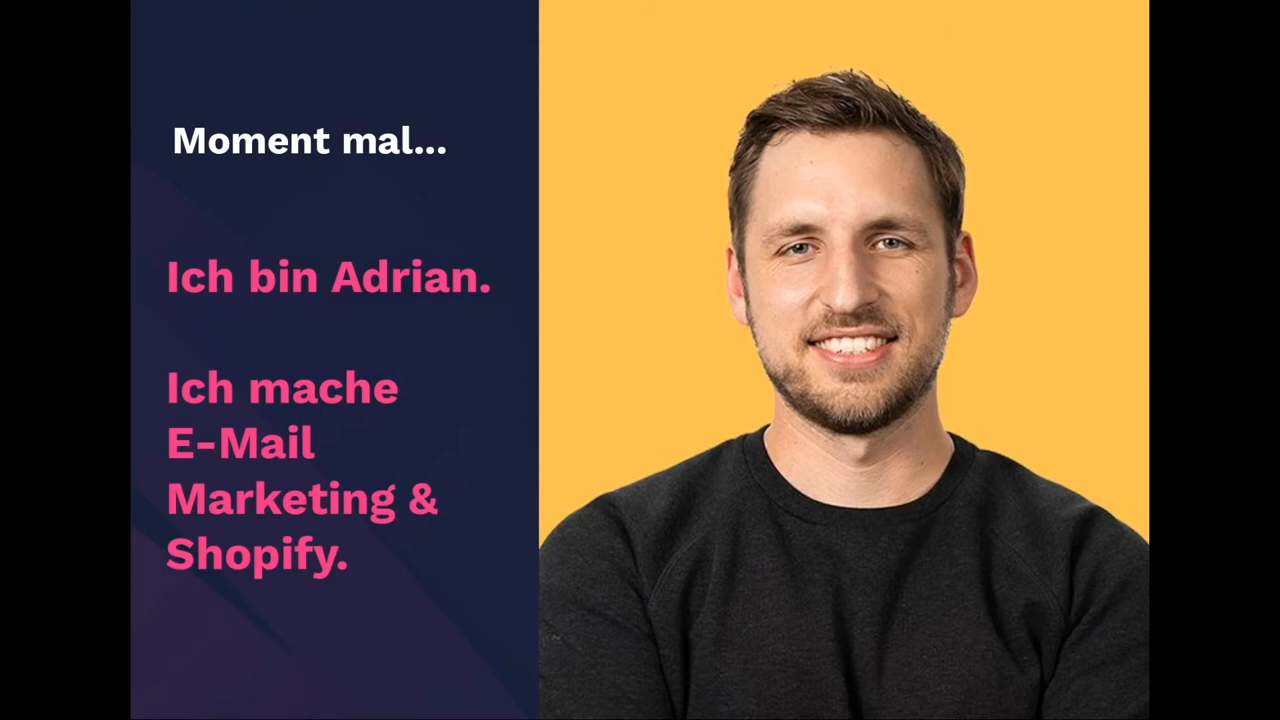 Moment mal...
Ich bin Adrian.
Ich mache
E-Mail
Marketing &
Shopify.